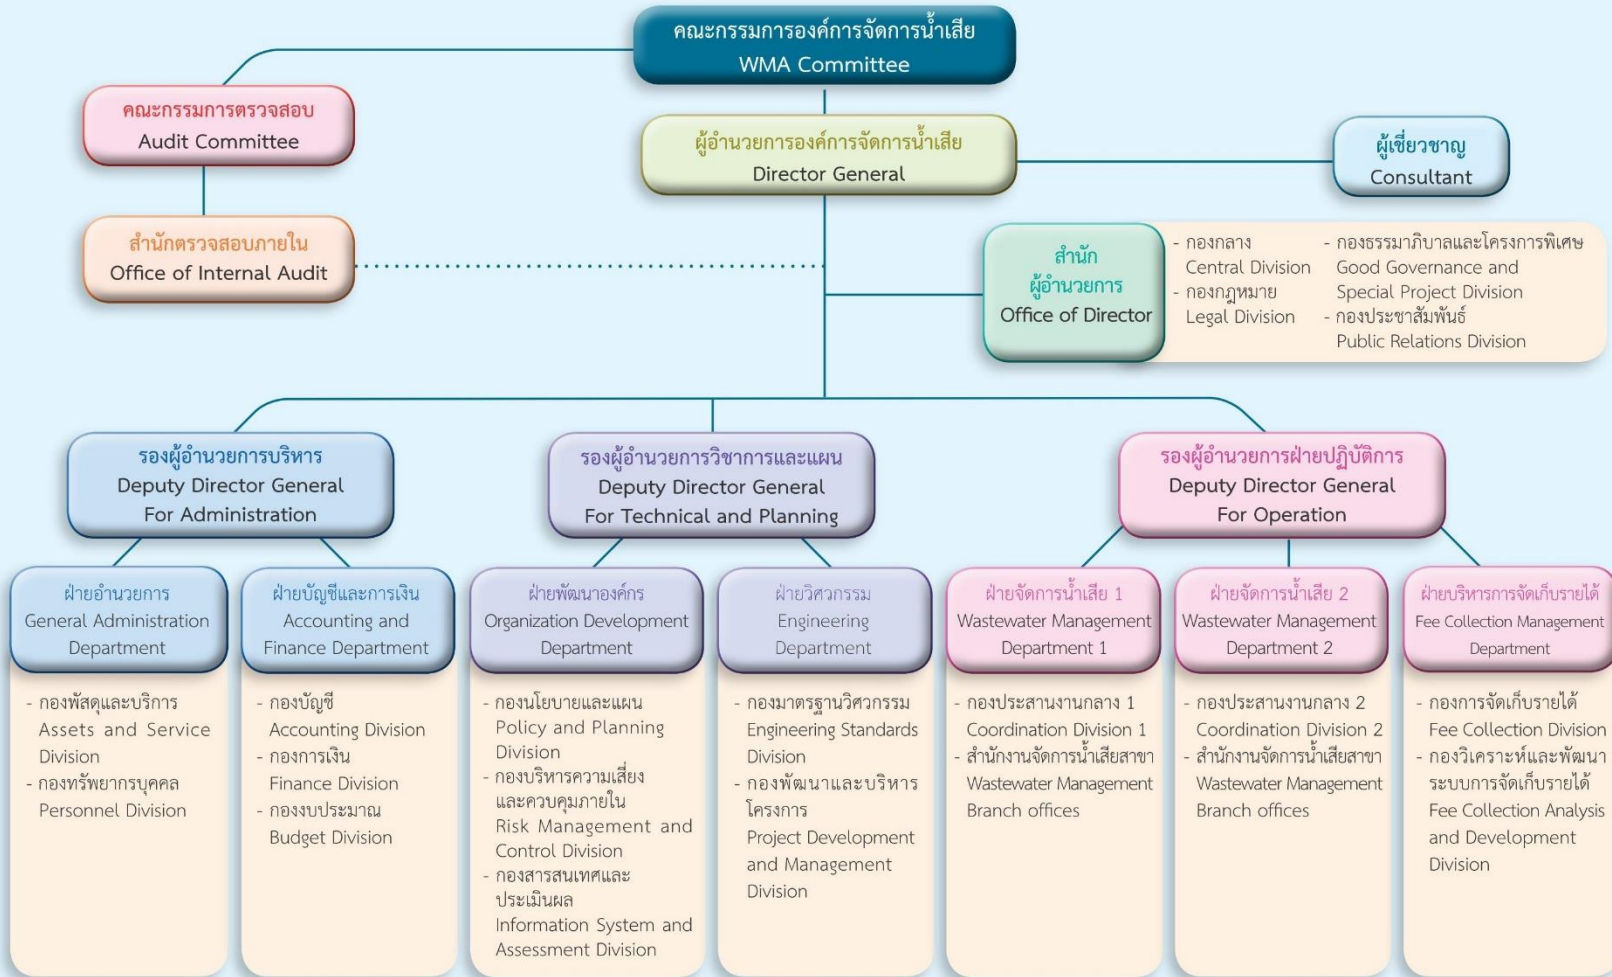 คณะกรรมการองค์การจัดการน้ำเสีย
WMA Committee
คณะกรรมการตรวจสอบ
Audit Committee
ผู้อำนวยการองค์การจัดการน้ำเสีย
Director General
ผู้เชี่ยวชาญ
Consultant
สำนักตรวจสอบภายใน
Office of Internal Audit
สำนัก
ผู้อำนวยการ
Office of Director
- กองกลาง
Central Division
- กองกฎหมาย
Legal Division
- กองธรรมาภิบาลและโครงการพิเศษ
Good Governance and
Special Project Division
- กองประชาสัมพันธ์
Public Relations Division
รองผู้อำนวยการบริหาร
Deputy Director General
For Administration
รองผู้อำนวยการวิชาการและแผน
Deputy Director General
For Technical and Planning
รองผู้อำนวยการฝ่ายปฏิบัติการ
Deputy Director General
For Operation
ฝ่ายอำนวยการ
General Administration
Department
- กองพัสดุและบริการ
Assets and Service
Division
- กองทรัพยากรบุคคล
Personnel Division
ฝ่ายบัญชีและการเงิน
Accounting and
Finance Department
- กองบัญชี
Accounting Division
- กองการเงิน
Finance Division
- กองงบประมาณ
Budget Division
ฝ่ายพัฒนาองค์กร
Organization Development
Department
- กองนโยบายและแผน
Policy and Planning
Division
- กองบริหารความเสี่ยง
และควบคุมภายใน
Risk Management and
Control Division
- กองสารสนเทศและ
ประเมินผล
Information System and
Assessment Division
ฝ่ายวิศวกรรม
Engineering
Department
- กองมาตรฐานวิศวกรรม
Engineering Standards
Division
- กองพัฒนาและบริหาร
โครงการ
Project Development
and Management
Division
ฝ่ายจัดการน้ำเสีย 1
Wastewater Management
Department 1
- กองประสานงานกลาง 1
Coordination Division 1
- สำนักงานจัดการน้ำเสียสาขา
Wastewater Management
Branch offices
ฝ่ายจัดการน้ำเสีย 2
Wastewater Management
Department 2
- กองประสานงานกลาง 2
Coordination Division 2
- สำนักงานจัดการน้ำเสียสาขา
Wastewater Management
Branch offices
ฝ่ายบริหารการจัดเก็บรายได้
Fee Collection Management
Department
- กองการจัดเก็บรายได้
Fee Collection Division
- กองวิเคราะห์และพัฒนา
ระบบการจัดเก็บรายได้
Fee Collection Analysis
and Development
Division